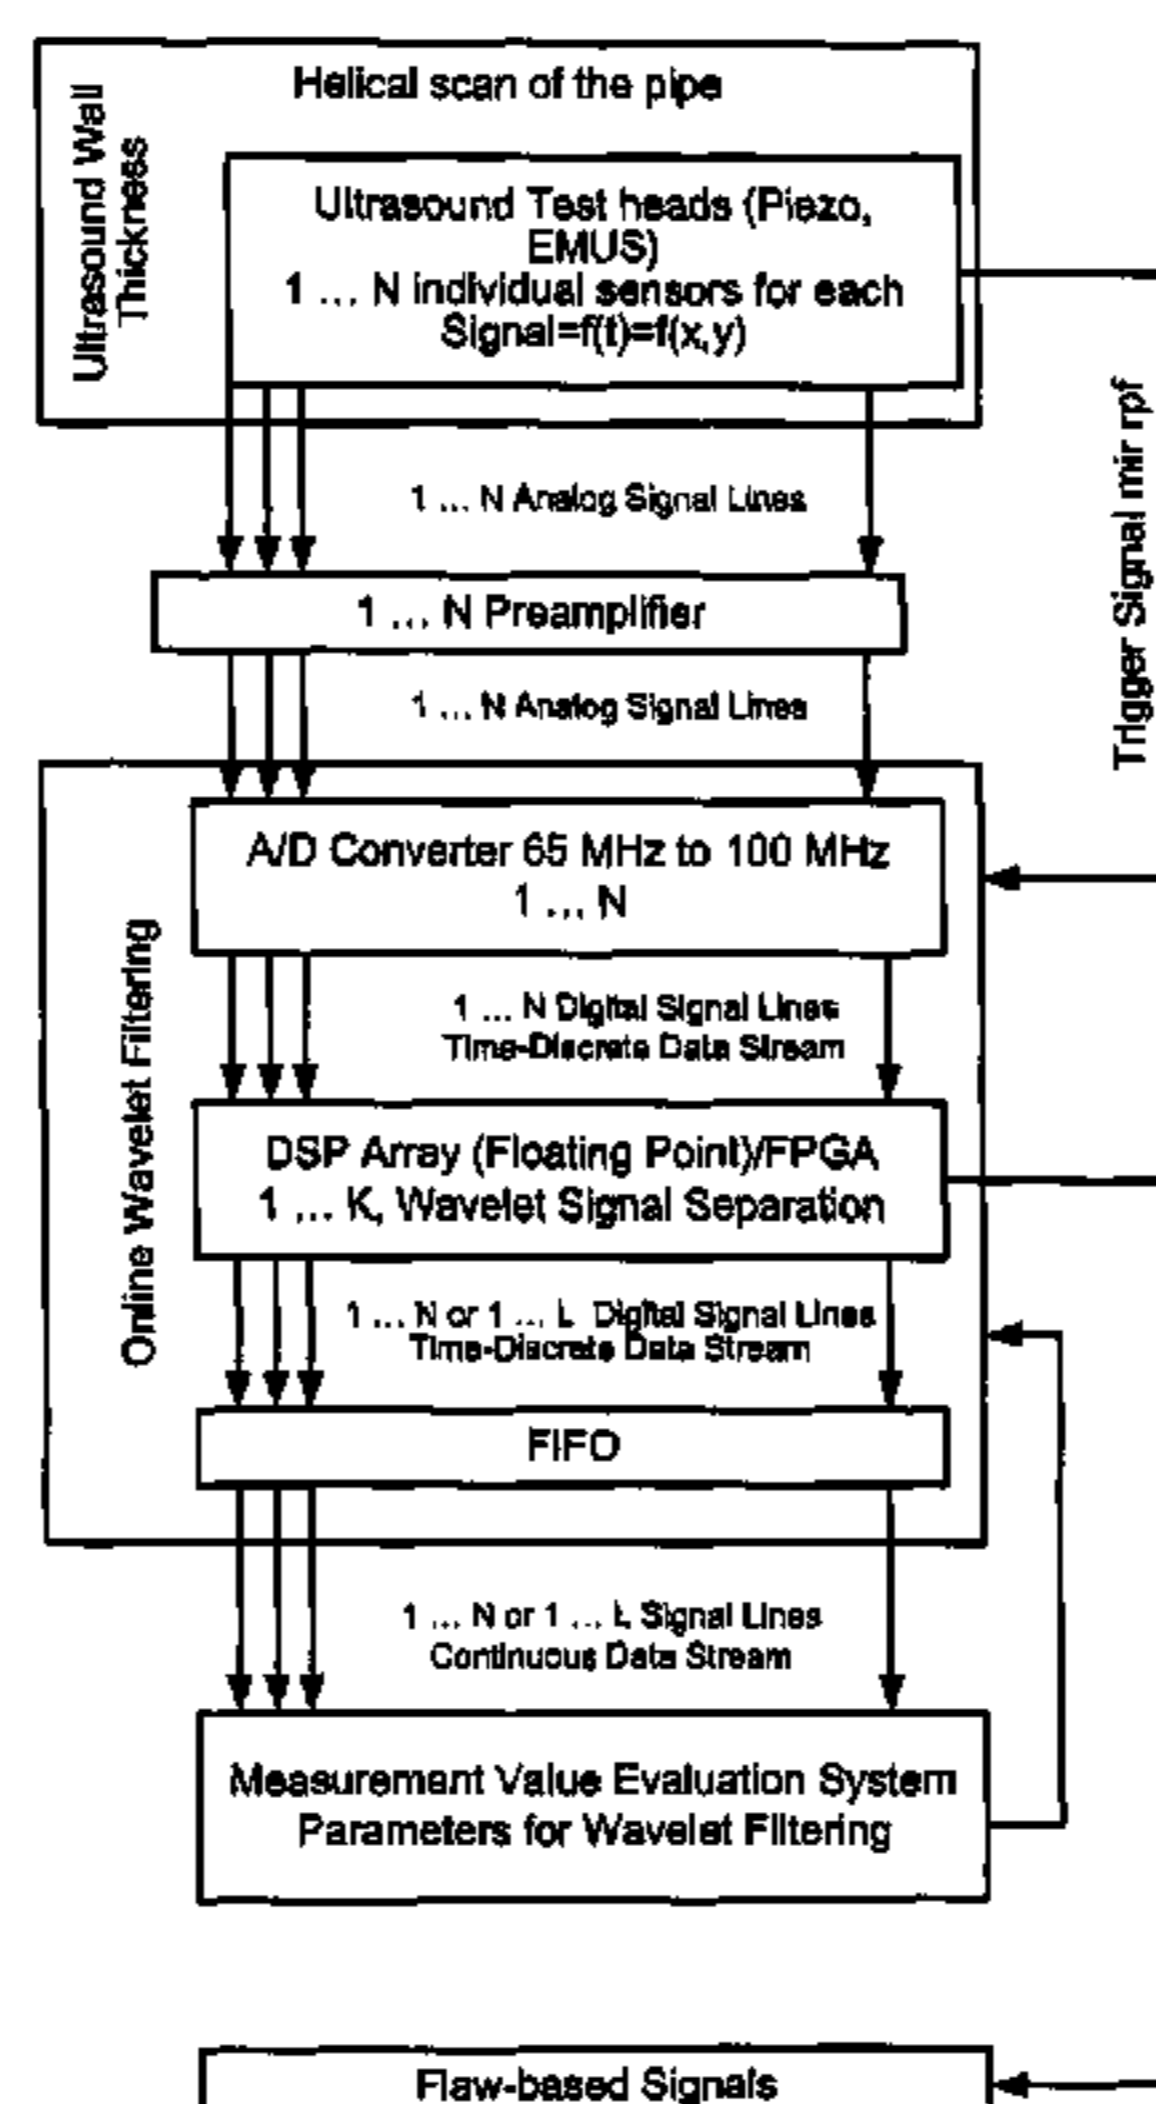 Helical scan of the pipe
Ultrasound Wall
Thickness
Ultrasound Test heads (Piezo,
EMUS)
1 ... N individual sensors for each
Signal=f(t)=f(x,y)
1 ... N Analog Signal Lines
Trigger Signal mir rpf
1 ... N Preamplifier
1 ... N Analog Signal Lines
A/D Converter 65 MHz to 100 MHz
1 ... N
Online Wavelet Filtering
1 ... N Digital Signal Lines
Time-Discrete Data Stream
DSP Array (Floating Point)/FPGA
1 ... K, Wavelet Signal Separation
1 ... N or 1 ... L Digital Signal Lines
Time-Discrete Data Stream
FIFO
1 ... N or 1 ... L Signal Lines
Continuous Data Stream
Measurement Value Evaluation System
Parameters for Wavelet Filtering
Flaw-based Signals